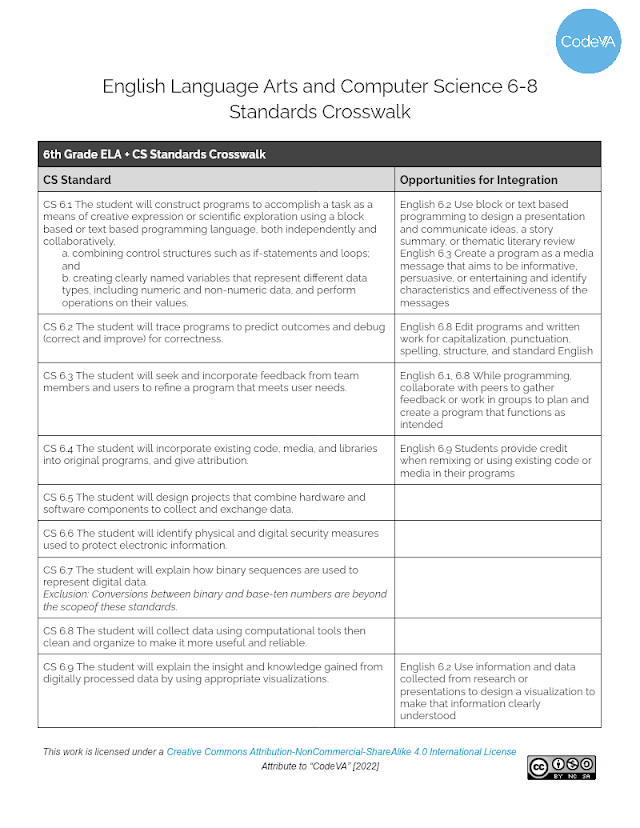 CodeVA
English Language Arts and Computer Science 6-8
Standards Crosswalk
6th Grade ELA + CS Standards Crosswalk
CS Standard
Opportunities for Integration
CS 6.1 The student will construct programs to accomplish a task as a
means of creative expression or scientific exploration using a block
based or text based programming language, both independently and
collaboratively,
a. combining control structures such as if-statements and loops;
and
b. creating clearly named variables that represent different data
types, including numeric and non-numeric data, and perform
operations on their values.
English 6.2 Use block or text based
programming to design a presentation
and communicate ideas, a story
summary, or thematic literary review
English 6.3 Create a program as a media
message that aims to be informative,
persuasive, or entertaining and identify
characteristics and effectiveness of the
messages
CS 6.2 The student will trace programs to predict outcomes and debug
(correct and improve) for correctness.
English 6.8 Edit programs and written
work for capitalization, punctuation,
spelling, structure, and standard English
CS 6.3 The student will seek and incorporate feedback from team
members and users to refine a program that meets user needs.
English 6.1, 6.8 While programming,
collaborate with peers to gather
feedback or work in groups to plan and
create a program that functions as
intended
CS 6.4 The student will incorporate existing code, media, and libraries
into original programs, and give attribution.
English 6.9 Students provide credit
when remixing or using existing code or
media in their programs
CS 6.5 The student will design projects that combine hardware and
software components to collect and exchange data.
CS 6.6 The student will identify physical and digital security measures
used to protect electronic information.
CS 6.7 The student will explain how binary sequences are used to
represent digital data.
Exclusion: Conversions between binary and base-ten numbers are beyond
the scopeof these standards.
CS 6.8 The student will collect data using computational tools then
clean and organize to make it more useful and reliable.
CS 6.9 The student will explain the insight and knowledge gained from
digitally processed data by using appropriate visualizations.
English 6.2 Use information and data
collected from research or
presentations to design a visualization to
make that information clearly
understood
This work is licensed under a Creative Commons Attribution-NonCommercial-ShareAlike 4.0 International License
Attribute to "CodeVA" [2022]
cc
BY NC SA